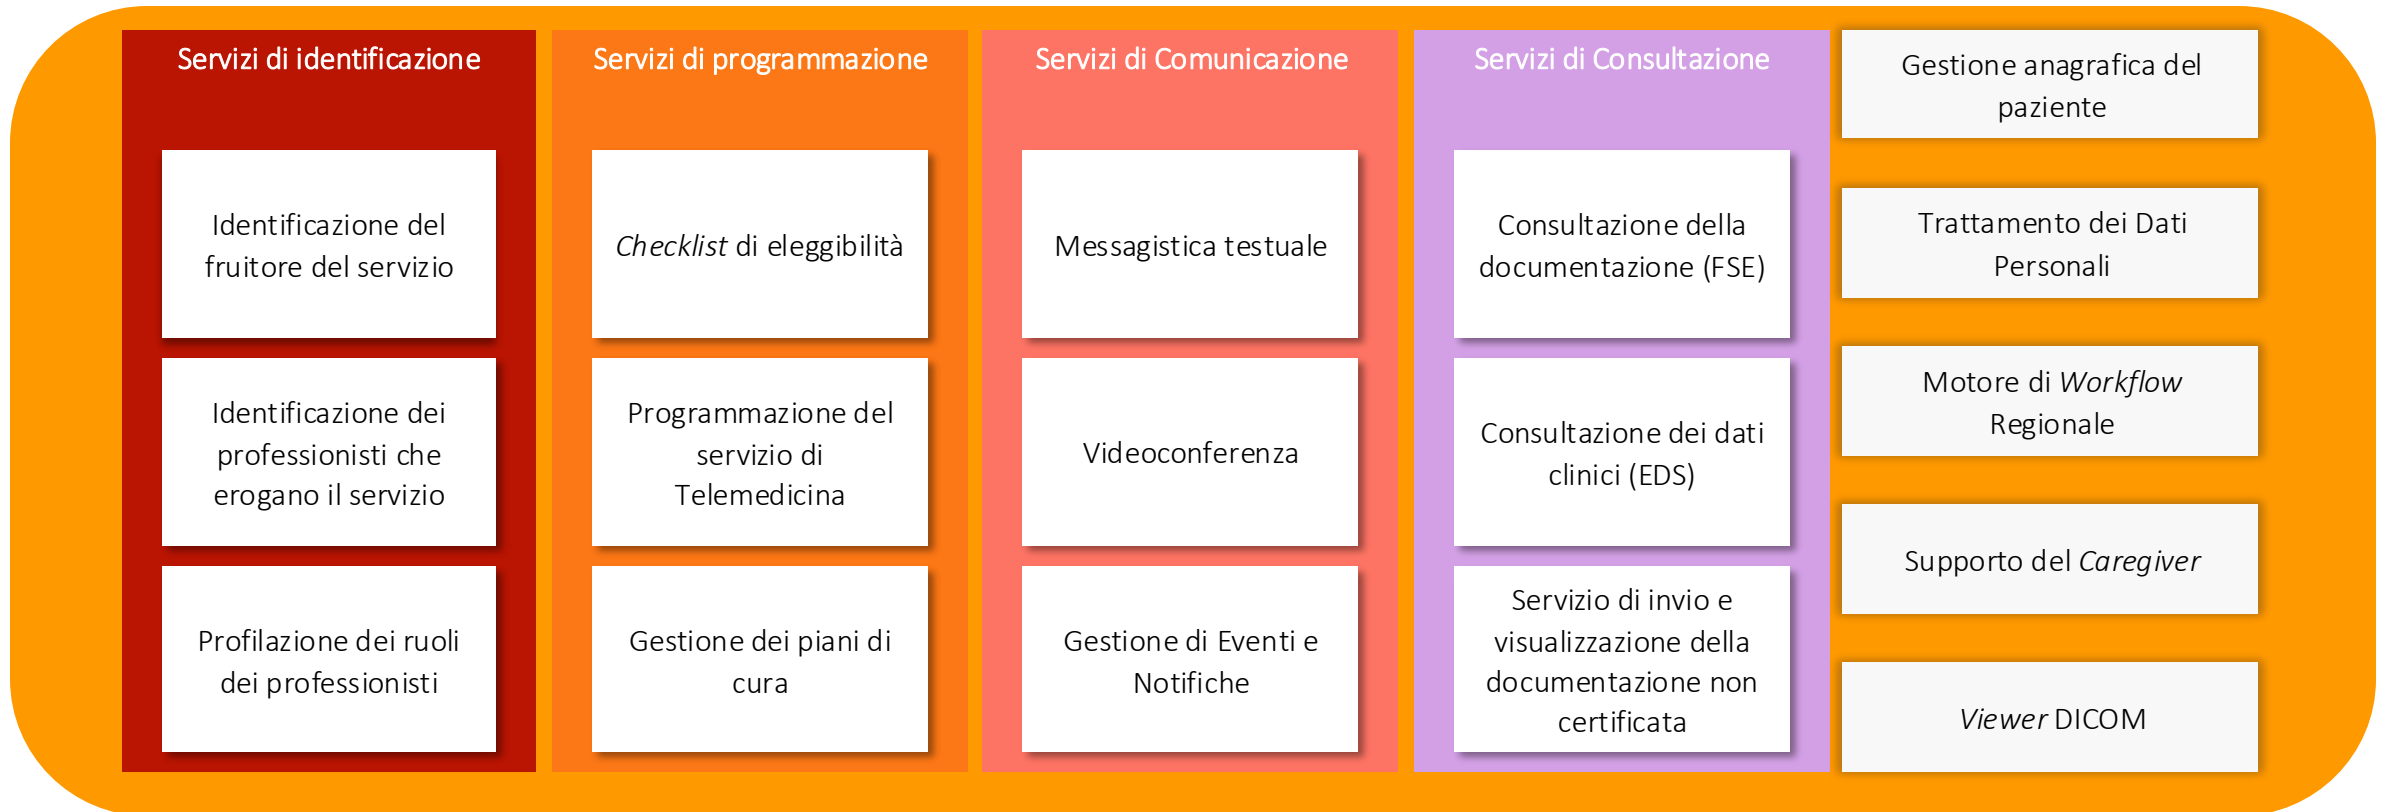 Servizi di identificazione
Identificazione del
fruitore del servizio
Identificazione dei
professionisti che
erogano il servizio
Profilazione dei ruoli
dei professionisti
Servizi di programmazione
Checklist di eleggibilità
Programmazione del
servizio di
Telemedicina
Gestione dei piani di
cura
Servizi di Comunicazione
Messagistica testuale
Videoconferenza
Gestione di Eventi e
Notifiche
Servizi di Consultazione
Consultazione della
documentazione (FSE)
Consultazione dei dati
clinici (EDS)
Servizio di invio e
visualizzazione della
documentazione non
certificata
Gestione anagrafica del
paziente
Trattamento dei Dati
Personali
Motore di Workflow
Regionale
Supporto del Caregiver
Viewer DICOM